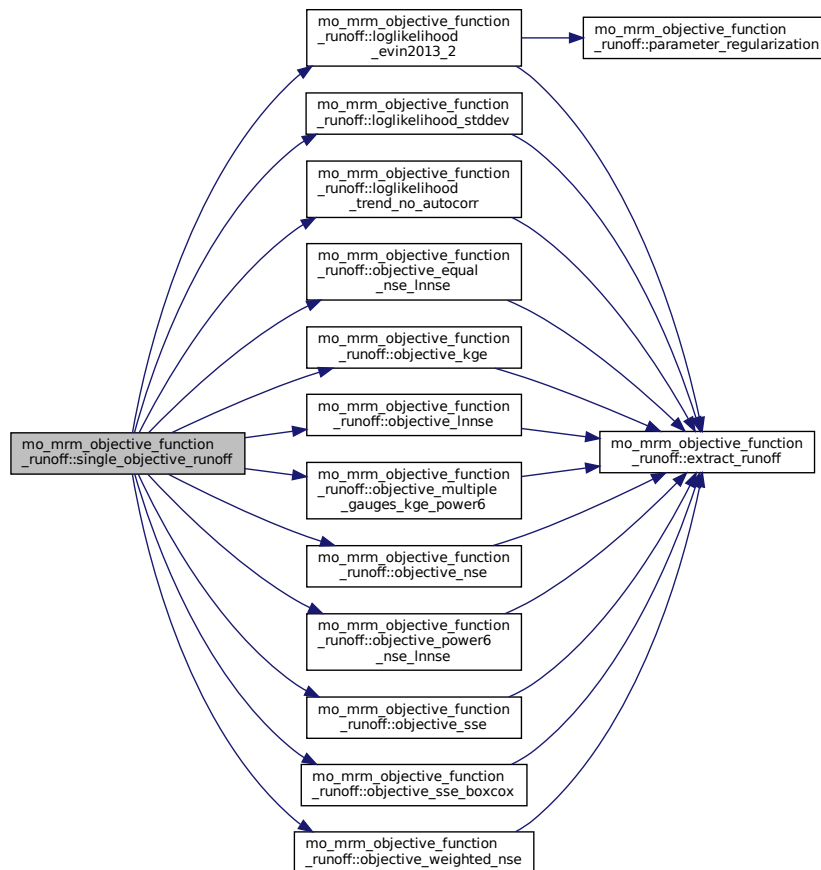 mo_mrm_objective_function
_runoff::loglikelihood
_evin2013_2
mo_mrm_objective_function
_runoff::parameter_regularization
mo_mrm_objective_function
_runoff::loglikelihood_stddev
mo_mrm_objective_function
_runoff::loglikelihood
_trend_no_autocorr
mo_mrm_objective_function
_runoff::objective_equal
_nse_lnnse
mo_mrm_objective_function
_runoff::objective_kge
mo_mrm_objective_function
_runoff::objective_lnnse
mo_mrm_objective_function
_runoff::single_objective_runoff
mo_mrm_objective_function
_runoff::extract_runoff
mo_mrm_objective_function
_runoff::objective_multiple
_gauges_kge_power6
mo_mrm_objective_function
_runoff::objective_nse
mo_mrm_objective_function
_runoff::objective_power6
_nse_lnnse
mo_mrm_objective_function
_runoff::objective_sse
mo_mrm_objective_function
_runoff::objective_sse_boxcox
mo_mrm_objective_function
_runoff::objective_weighted_nse